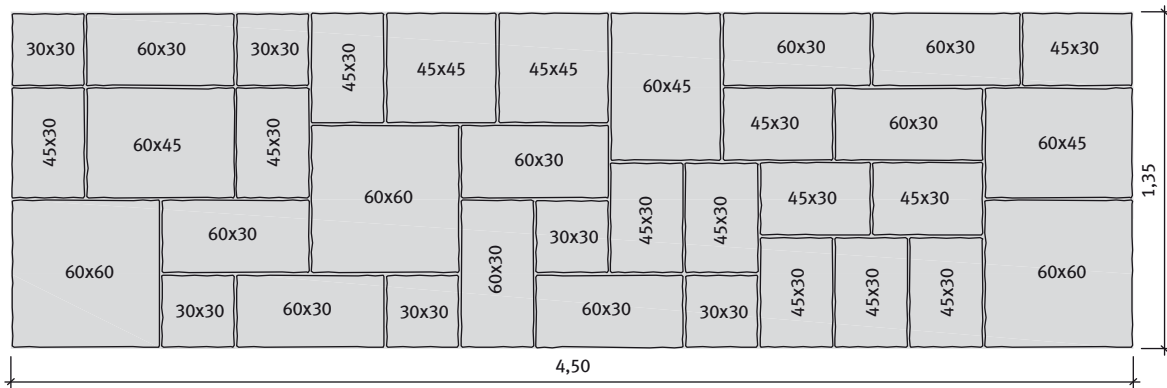 30x30 60x30 30x30 45x30 45x45 45x45 60x45 60x30 60x30 45x30
45x30 60x45 45x30 45x30 60x30 60x45
60x60 60x30
60x30 45x30 45x30 45x30 45x30
60x60 60x30 60x30 30x30 60x60
30x30 60x30 30x30 60x30 30x30 45x30 45x30 45x30
4,50
1,35